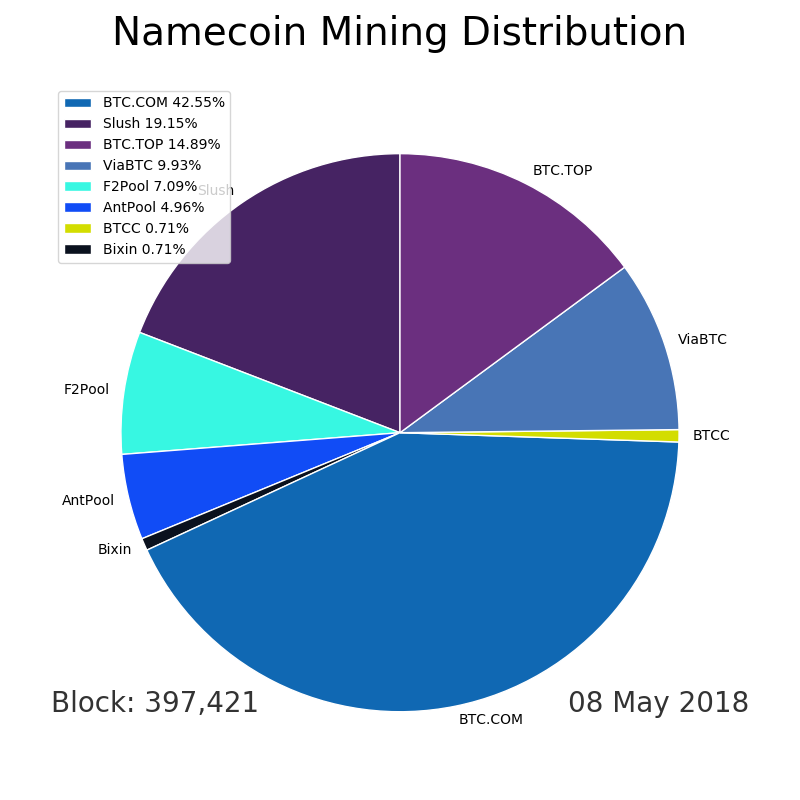 Namecoin Mining Distribution
BTC.COM 42.55%
Slush 19.15%
BTC.TOP 14.89%
ViaBTC 9.93%
F2Pool 7.09%
AntPool 4.96%
BTCC 0.71%
Bixin 0.71%
BTC.TOP
Slush
ViaBTC
F2Pool
BTCC
AntPool
Bixin
Block: 397,421
08 May 2018
BTC.COM